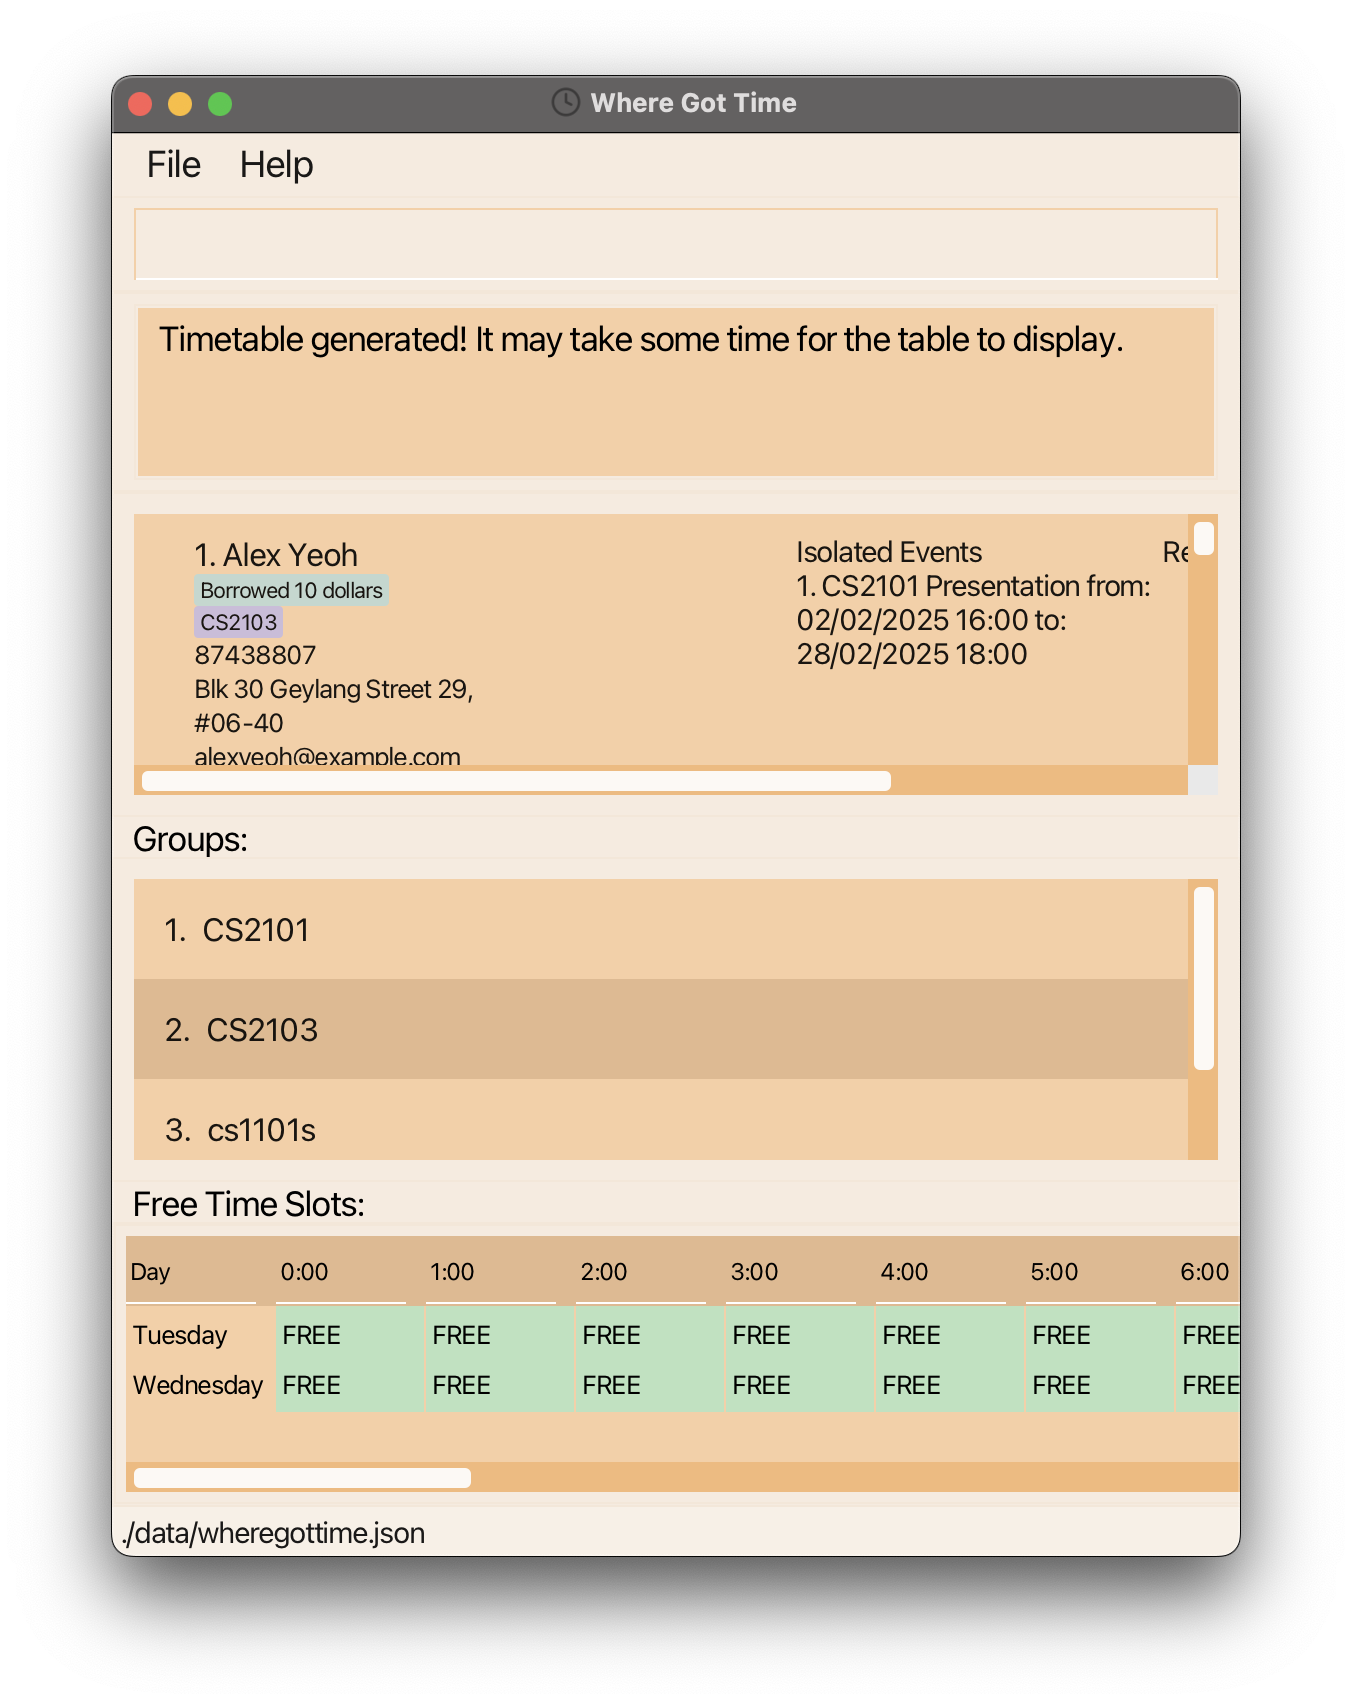 Where Got Time
File Help
Timetable generated! It may take some time for the table to display.
1. Alex Yeoh
Borrowed 10 dollars
CS2103
87438807
Blk 30 Geylang Street 29,
#06-40
alexyeoh@example.com
Isolated Events
1. CS2101 Presentation from:
02/02/2025 16:00 to:
28/02/2025 18:00
Groups:
1. CS2101
2. CS2103
3. cs1101s
Free Time Slots:
Day 0:00 1:00 2:00 3:00 4:00 5:00 6:00
Tuesday FREE FREE FREE FREE FREE FREE FREE
Wednesday FREE FREE FREE FREE FREE FREE FREE
./data/wheregottime.json